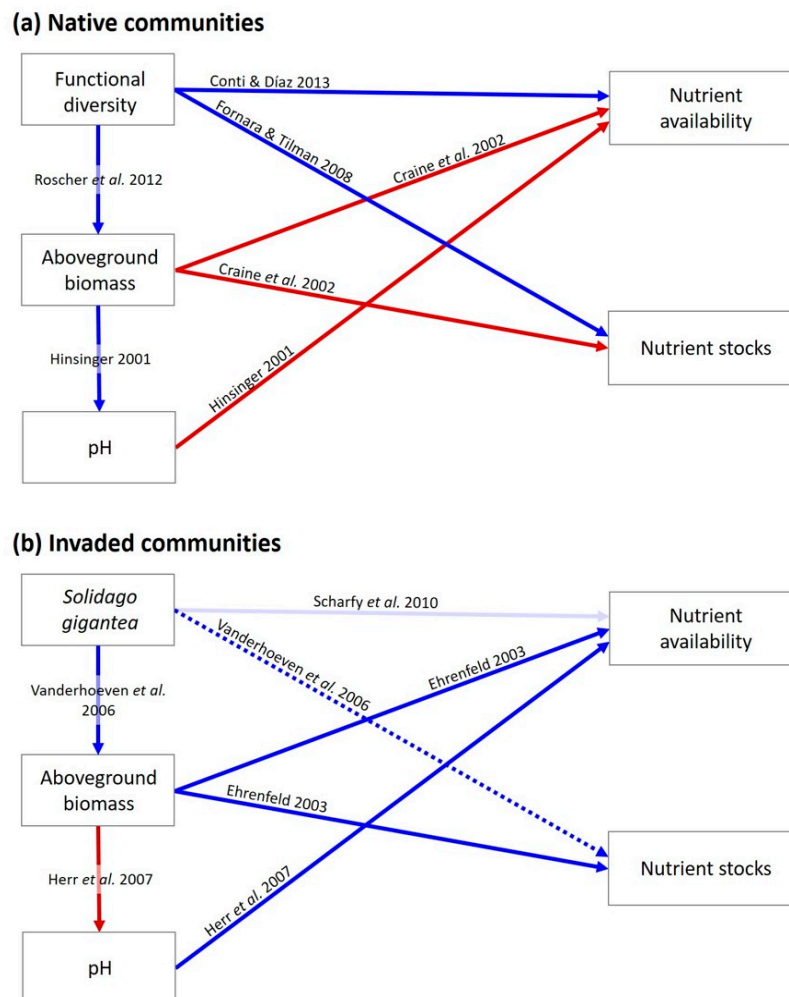 (a) Native communities
Functional
diversity
Conti & Díaz 2013
Nutrient
availability
Fornara & Tilman 2008
Craine et al. 2002
Roscher et al. 2012
Aboveground
biomass
Craine et al. 2002
Hinsinger 2001
Hinsinger 2001
Nutrient stocks
pH
(b) Invaded communities
Solidago
gigantea
Scharfy et al. 2010
Nutrient
availability
Vanderhoeven et al. 2006
Ehrenfeld 2003
Vanderhoeven et al.
2006
Aboveground
biomass
Ehrenfeld 2003
Herr et al. 2007
Herr et al. 2007
Nutrient stocks
pH